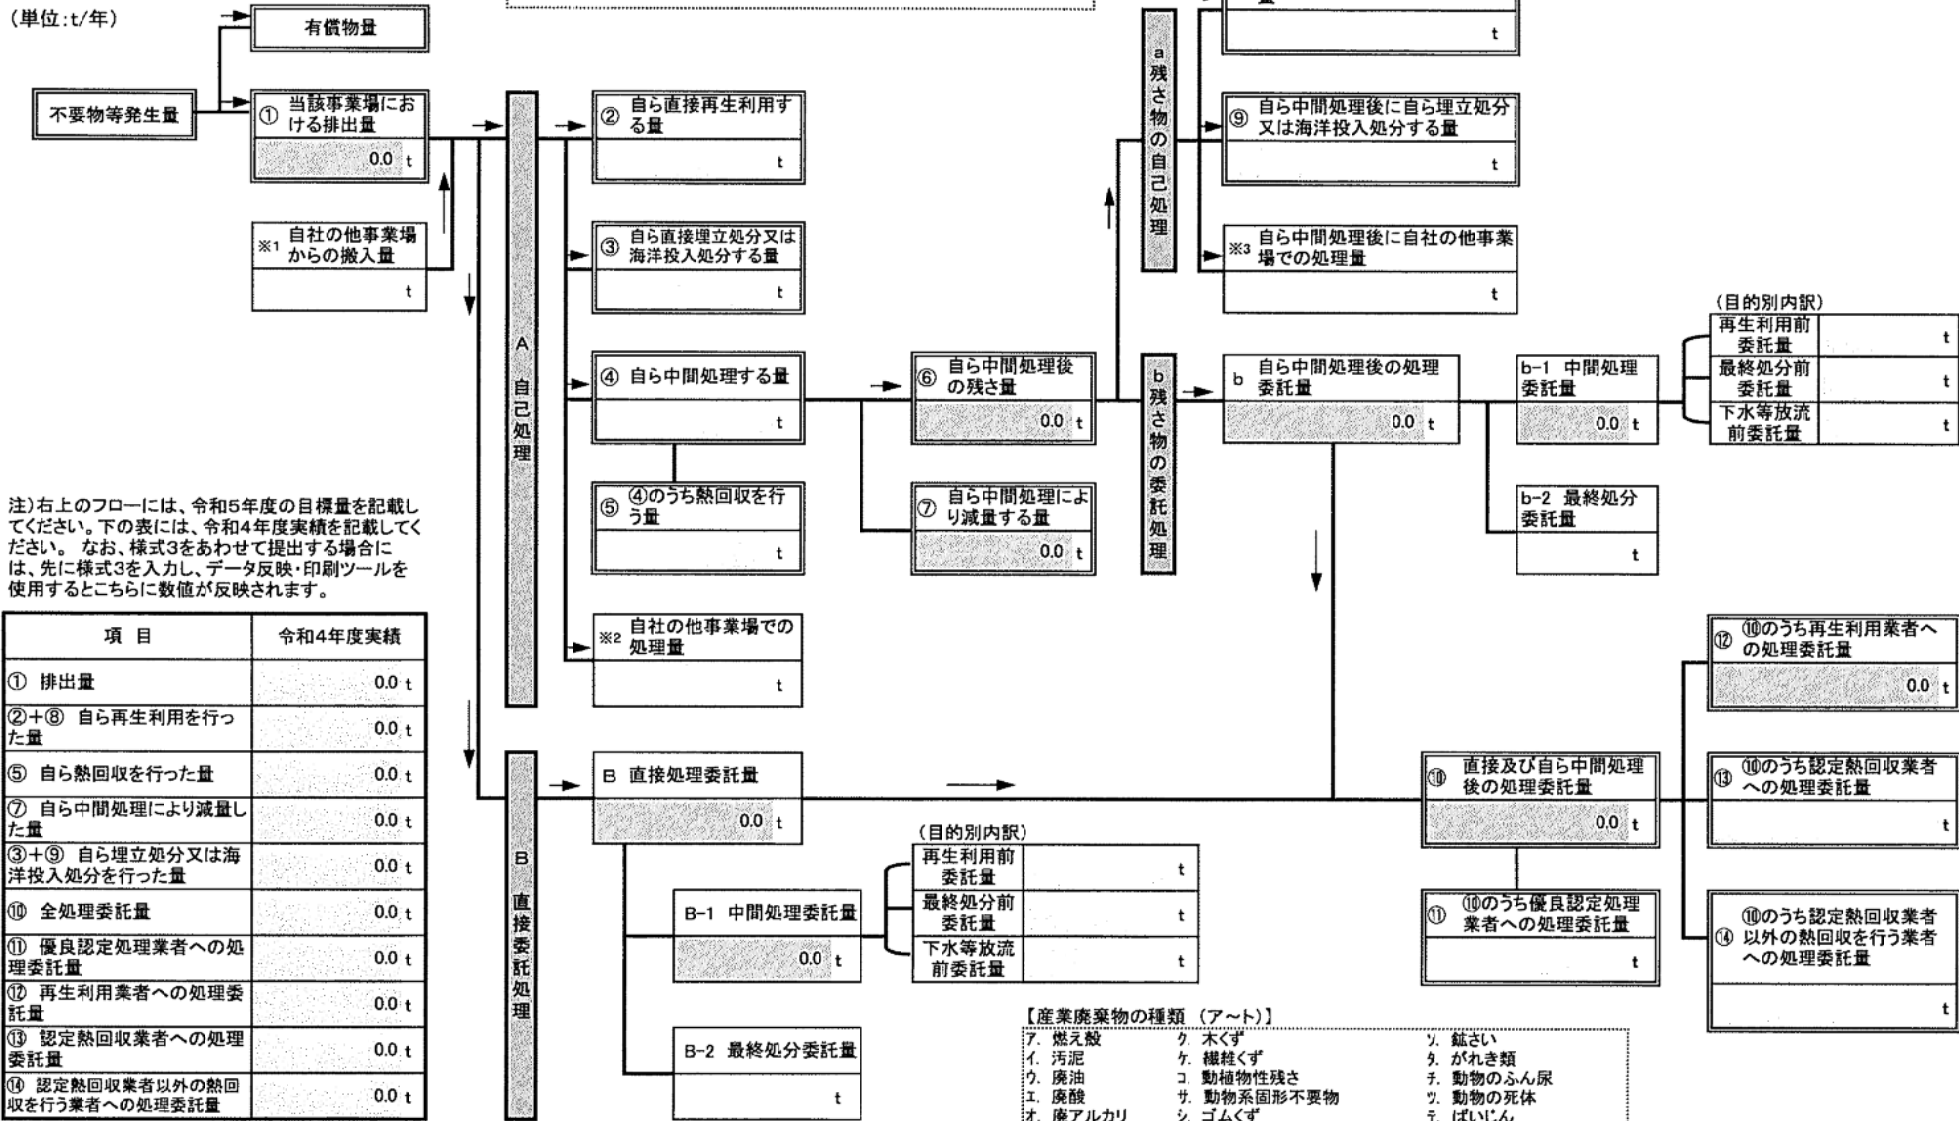 (単位:t/年)
有償物量
不要物等発生量
① 当該事業場にお
ける排出量
0.0 t
※1 自社の他事業場
からの搬入量
t
A 自己処理
② 自ら直接再生利用す
る量
t
③ 自ら直接埋立処分又は
海洋投入処分する量
t
④ 自ら中間処理する量
t
⑤ ④のうち熱回収を行
う量
t
※2 自社の他事業場での
処理量
t
⑥ 自ら中間処理後
の残さ量
0.0 t
⑦ 自ら中間処理によ
り減量する量
0.0 t
a 残さ物の自己処理
量
t
⑨ 自ら中間処理後に自ら埋立処分
又は海洋投入処分する量
t
※3 自ら中間処理後に自社の他事業
場での処理量
t
b 残さ物の委託処理
b 自ら中間処理後の処理
委託量
0.0 t
b-1 中間処理
委託量
0.0 t
(目的別内訳)
再生利用前
委託量
t
最終処分前
委託量
t
下水等放流
前委託量
t
b-2 最終処分
委託量
t
注)右上のフローには、令和5年度の目標量を記載し
てください。下の表には、令和4年度実績を記載してく
ださい。 なお、様式3をあわせて提出する場合に
は、先に様式3を入力し、データ反映・印刷ツールを
使用するとこちらに数値が反映されます。
項 目 令和4年度実績
① 排出量 0.0 t
②+⑧ 自ら再生利用を行っ
た量 0.0 t
⑤ 自ら熱回収を行った量 0.0 t
⑦ 自ら中間処理により減量し
た量 0.0 t
③+⑨ 自ら埋立処分又は海
洋投入処分を行った量 0.0 t
⑩ 全処理委託量 0.0 t
⑪ 優良認定処理業者への処
理委託量 0.0 t
⑫ 再生利用業者への処理委
託量 0.0 t
⑬ 認定熱回収業者への処理
委託量 0.0 t
⑭ 認定熱回収業者以外の熱回
収を行う業者への処理委託量 0.0 t
B 直接委託処理
B 直接処理委託量
0.0 t
B-1 中間処理委託量
0.0 t
(目的別内訳)
再生利用前
委託量
t
最終処分前
委託量
t
下水等放流
前委託量
t
B-2 最終処分委託量
t
⑩ 直接及び自ら中間処理
後の処理委託量
0.0 t
⑪ ⑩のうち優良認定処理
業者への処理委託量
t
⑫ ⑩のうち再生利用業者へ
の処理委託量
0.0 t
⑬ ⑩のうち認定熱回収業者
への処理委託量
t
⑭ ⑩のうち認定熱回収業者
以外の熱回収を行う業者
への処理委託量
t
【産業廃棄物の種類 (ア~ト)】
ア. 燃え殻 ク. 木くず ソ. 鉱さい
イ. 汚泥 ケ. 繊維くず タ. がれき類
ウ. 廃油 コ. 動植物性残さ チ. 動物のふん尿
エ. 廃酸 サ. 動物系固形不要物 ツ. 動物の死体
オ. 廃アルカリ シ. ゴムくず テ. ばいじん